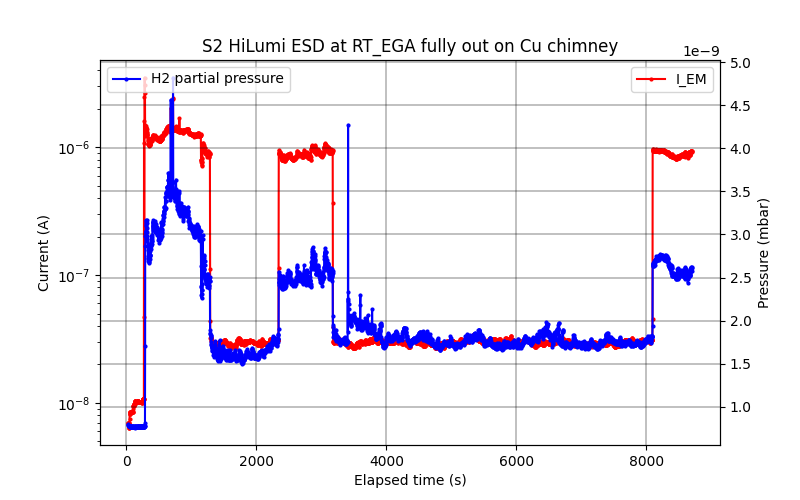 S2 HiLumi ESD at RT_EGA fully out on Cu chimney
1e−9
H2 partial pressure
I_EM
Current (A)
10⁻⁶
10⁻⁷
10⁻⁸
5.0
4.5
4.0
3.5
3.0
2.5
2.0
1.5
1.0
Pressure (mbar)
0 2000 4000 6000 8000
Elapsed time (s)